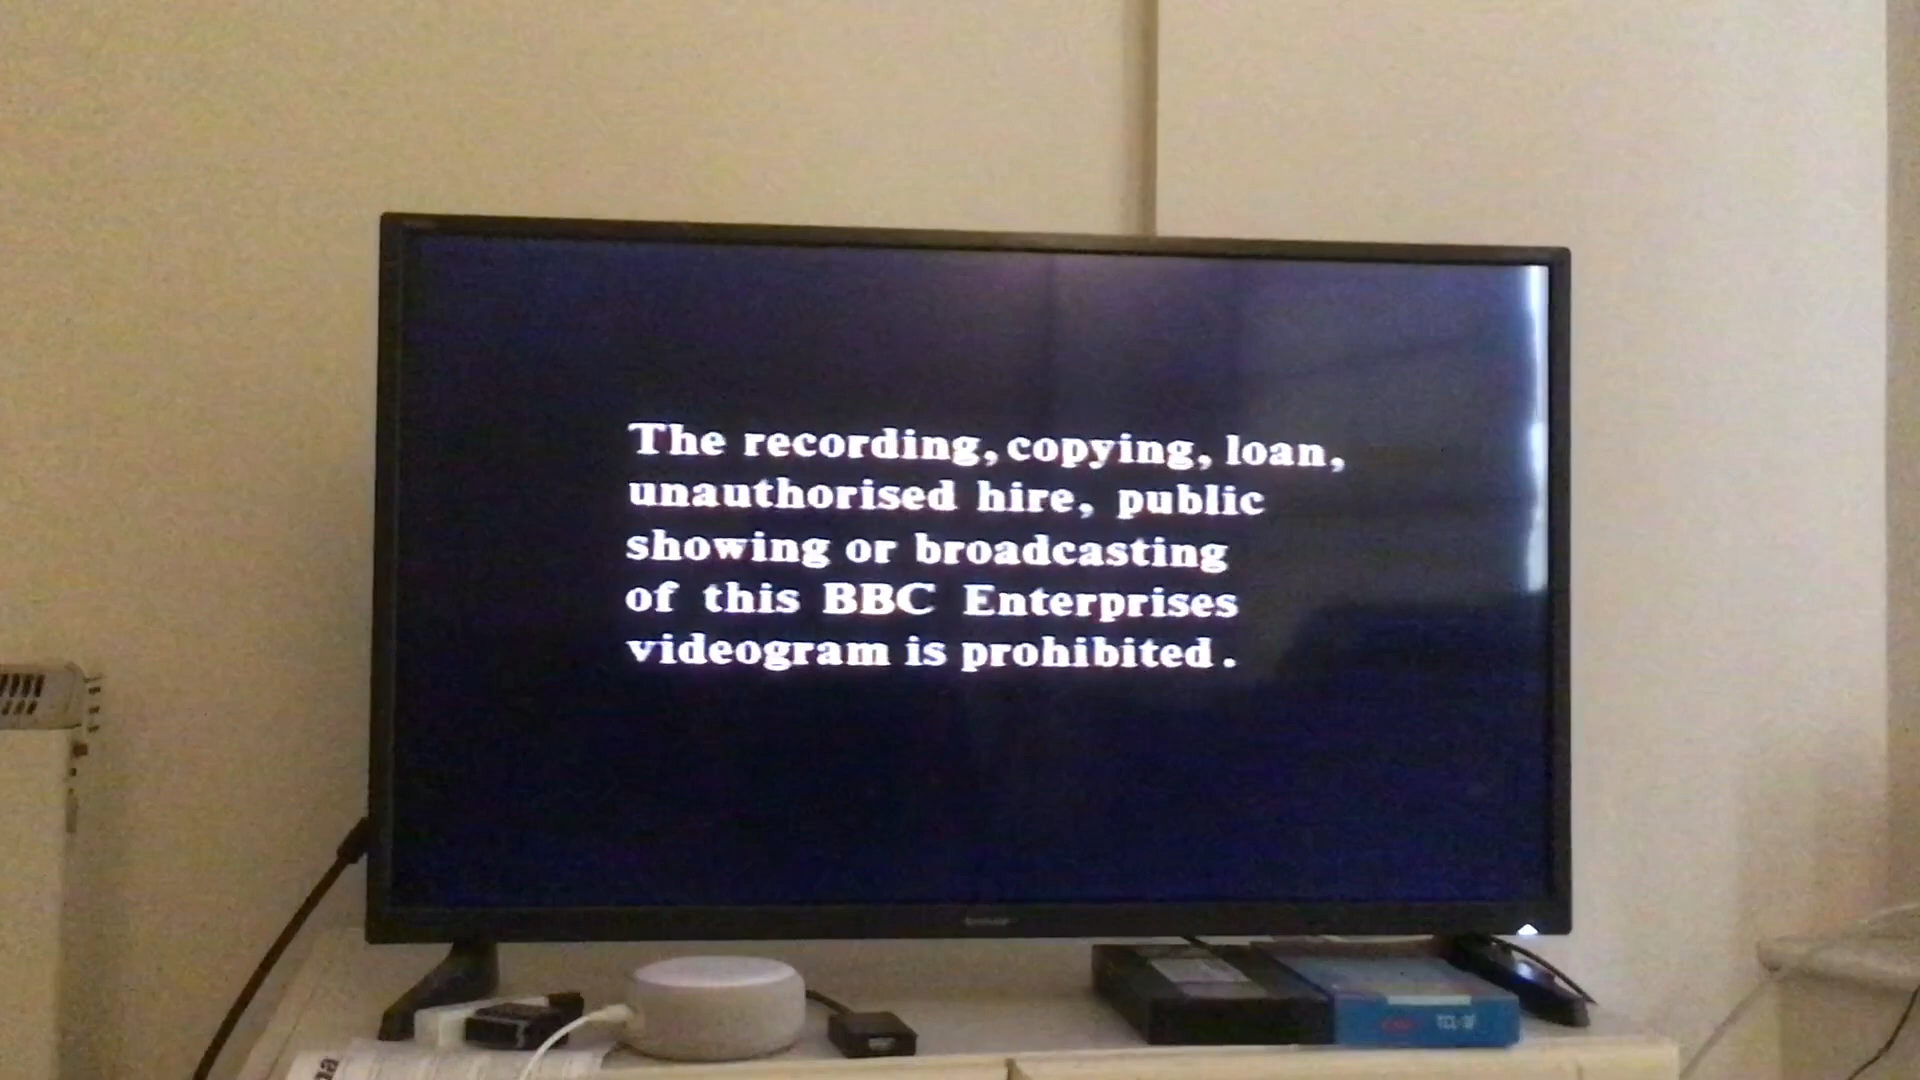 The recording, copying, loan,
unauthorised hire, public
showing or broadcasting
of this BBC Enterprises
videogram is prohibited.